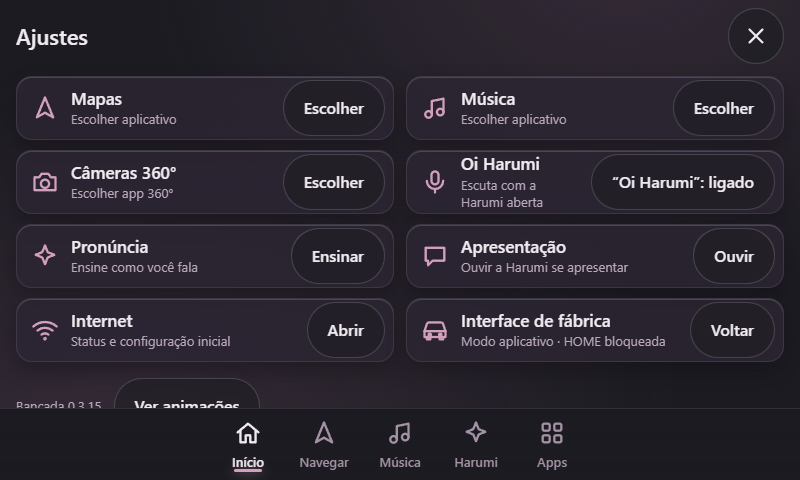 Ajustes
Mapas
Escolher aplicativo
Escolher
Música
Escolher aplicativo
Escolher
Câmeras 360°
Escolher app 360°
Escolher
Oi Harumi
Escuta com a
Harumi aberta
“Oi Harumi”: ligado
Pronúncia
Ensine como você fala
Ensinar
Apresentação
Ouvir a Harumi se apresentar
Ouvir
Internet
Status e configuração inicial
Abrir
Interface de fábrica
Modo aplicativo · HOME bloqueada
Voltar
Bancada 0.3.15
Ver animações
Início
Navegar
Música
Harumi
Apps